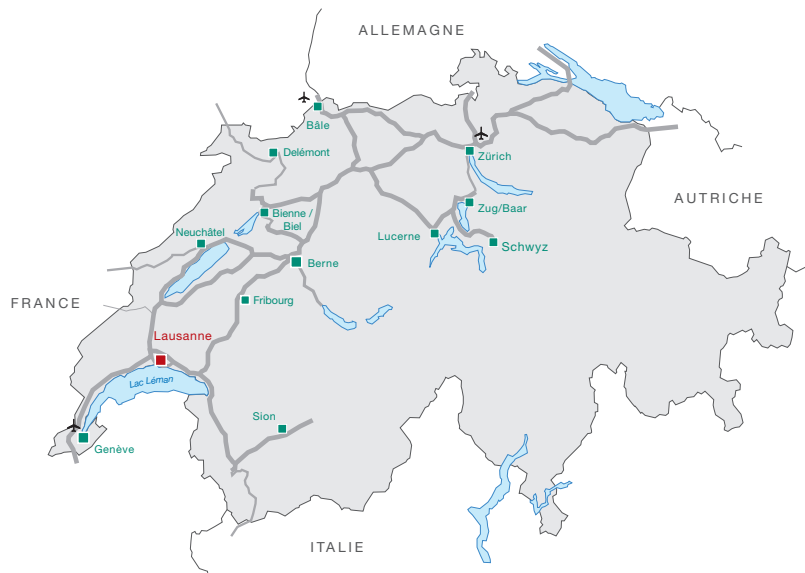 ALLEMAGNE
Bâle
Delémont
Zürich
AUTRICHE
Zug/Baar
Bienne /
Biel
Neuchâtel
Lucerne
Schwyz
Berne
FRANCE
Fribourg
Lausanne
Lac Léman
Sion
Genève
ITALIE